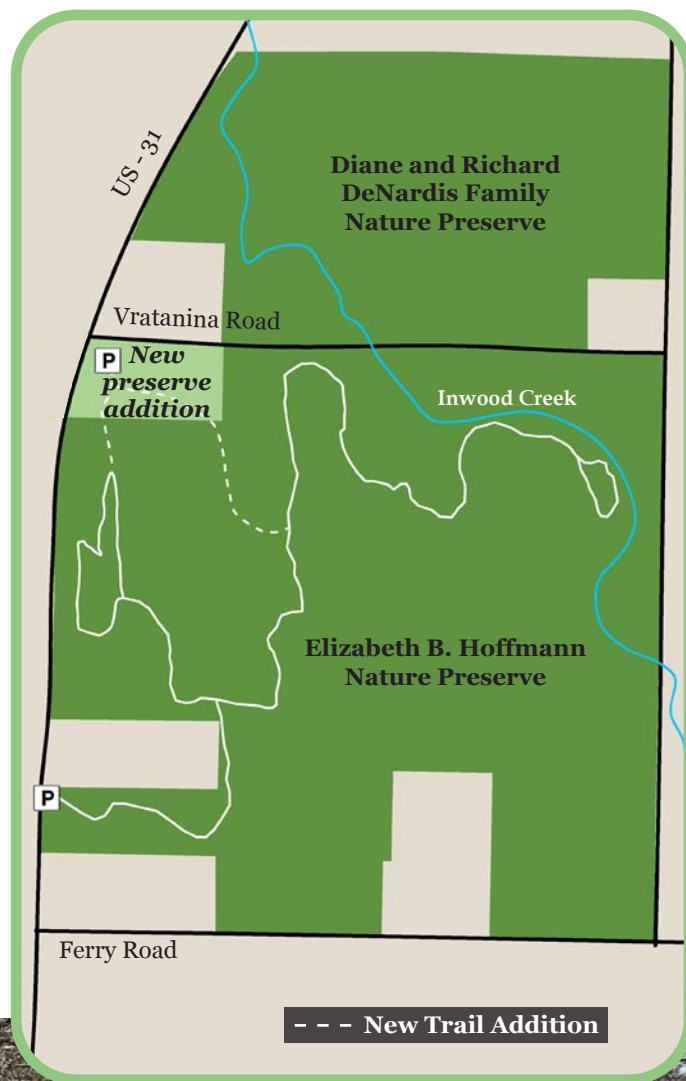 US - 31
Diane and Richard
DeNardis Family
Nature Preserve
Vratanina Road
P
New
preserve
addition
Inwood Creek
Elizabeth B. Hoffmann
Nature Preserve
P
Ferry Road
- - - New Trail Addition